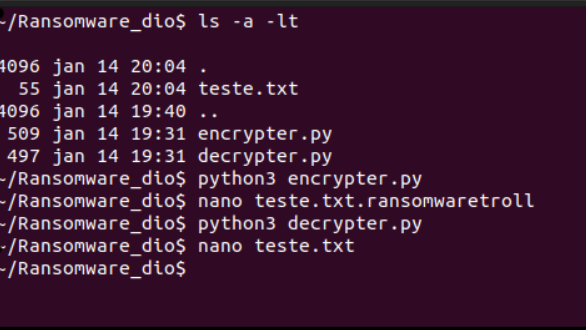 ~/Ransomware_dio$ ls -a -lt
4096 jan 14 20:04 .
55 jan 14 20:04 teste.txt
4096 jan 14 19:40 ..
509 jan 14 19:31 encrypter.py
497 jan 14 19:31 decrypter.py
~/Ransomware_dio$ python3 encrypter.py
~/Ransomware_dio$ nano teste.txt.ransomwaretroll
~/Ransomware_dio$ python3 decrypter.py
~/Ransomware_dio$ nano teste.txt
~/Ransomware_dio$